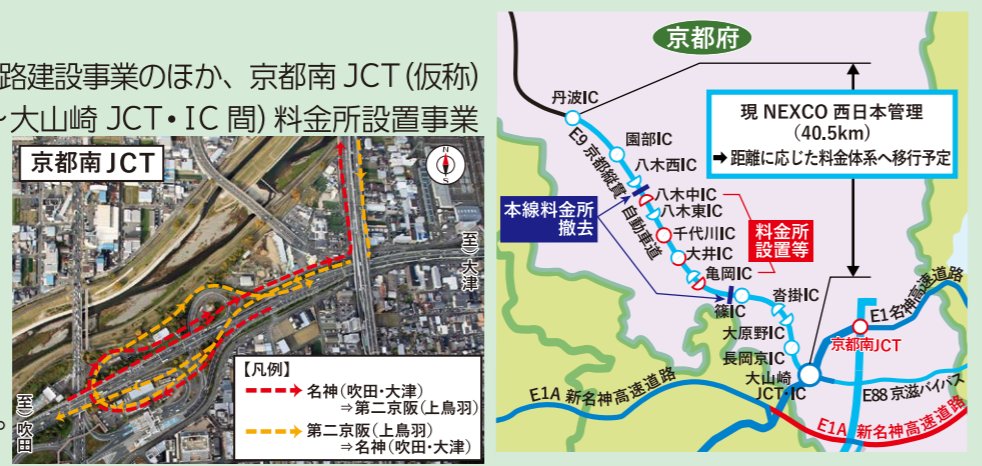 路建設事業のほか、京都南 JCT(仮称)
～大山崎 JCT・IC 間) 料金所設置事業
京都南JCT
N
S
至)大津
至)吹田
【凡例】
名神(吹田・大津)
⇒第二京阪(上鳥羽)
第二京阪(上鳥羽)
⇒名神(吹田・大津)
。
京都府
現 NEXCO 西日本管理
(40.5km)
➡ 距離に応じた料金体系へ移行予定
丹波IC
E9 京都縦貫自動車道
園部IC
八木西IC
八木中IC
八木東IC
千代川IC
大井IC
亀岡IC
篠IC
沓掛IC
大原野IC
長岡京IC
大山崎
JCT・IC
本線料金所
撤去
料金所
設置等
京都南JCT
E1名神高速道路
E88 京滋バイパス
E1A 新名神高速道路
E1A 新名神高速道路